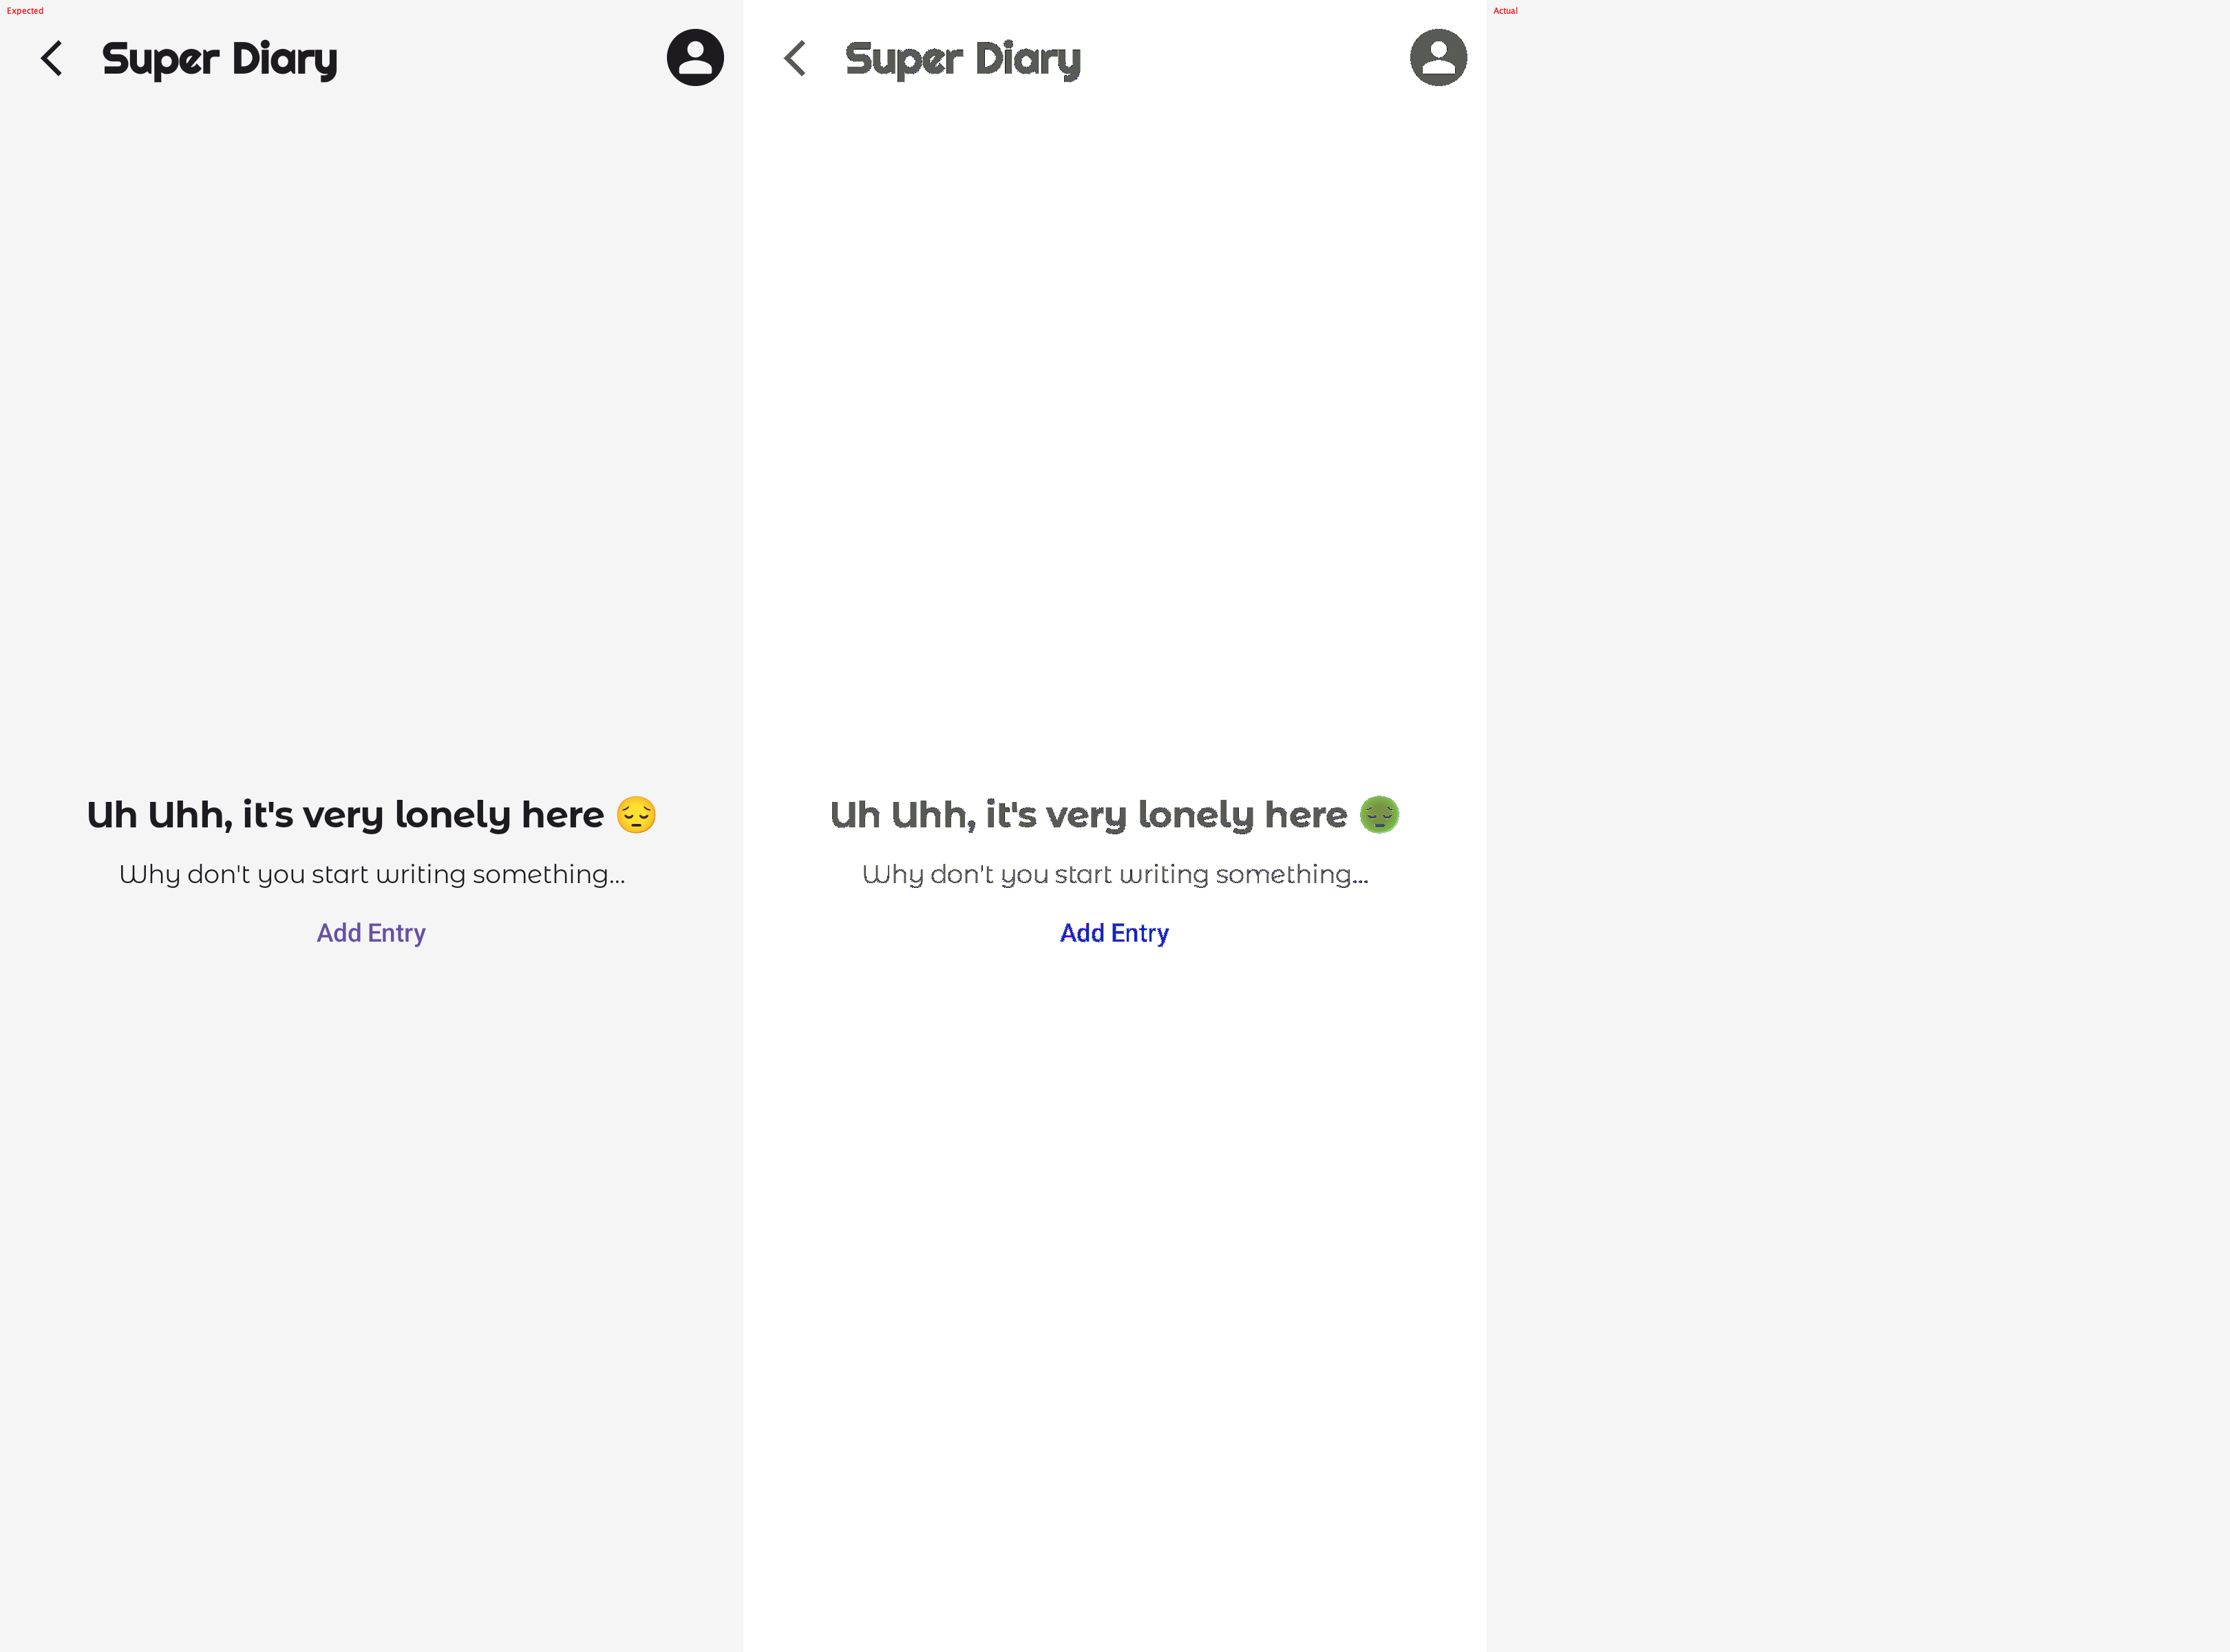 Expected
Super Diary
Uh Uhh, it's very lonely here 😔
Why don't you start writing something...
Add Entry
Super Diary
Uh Uhh, it's very lonely here 😔
Why don't you start writing something...
Add Entry
Actual